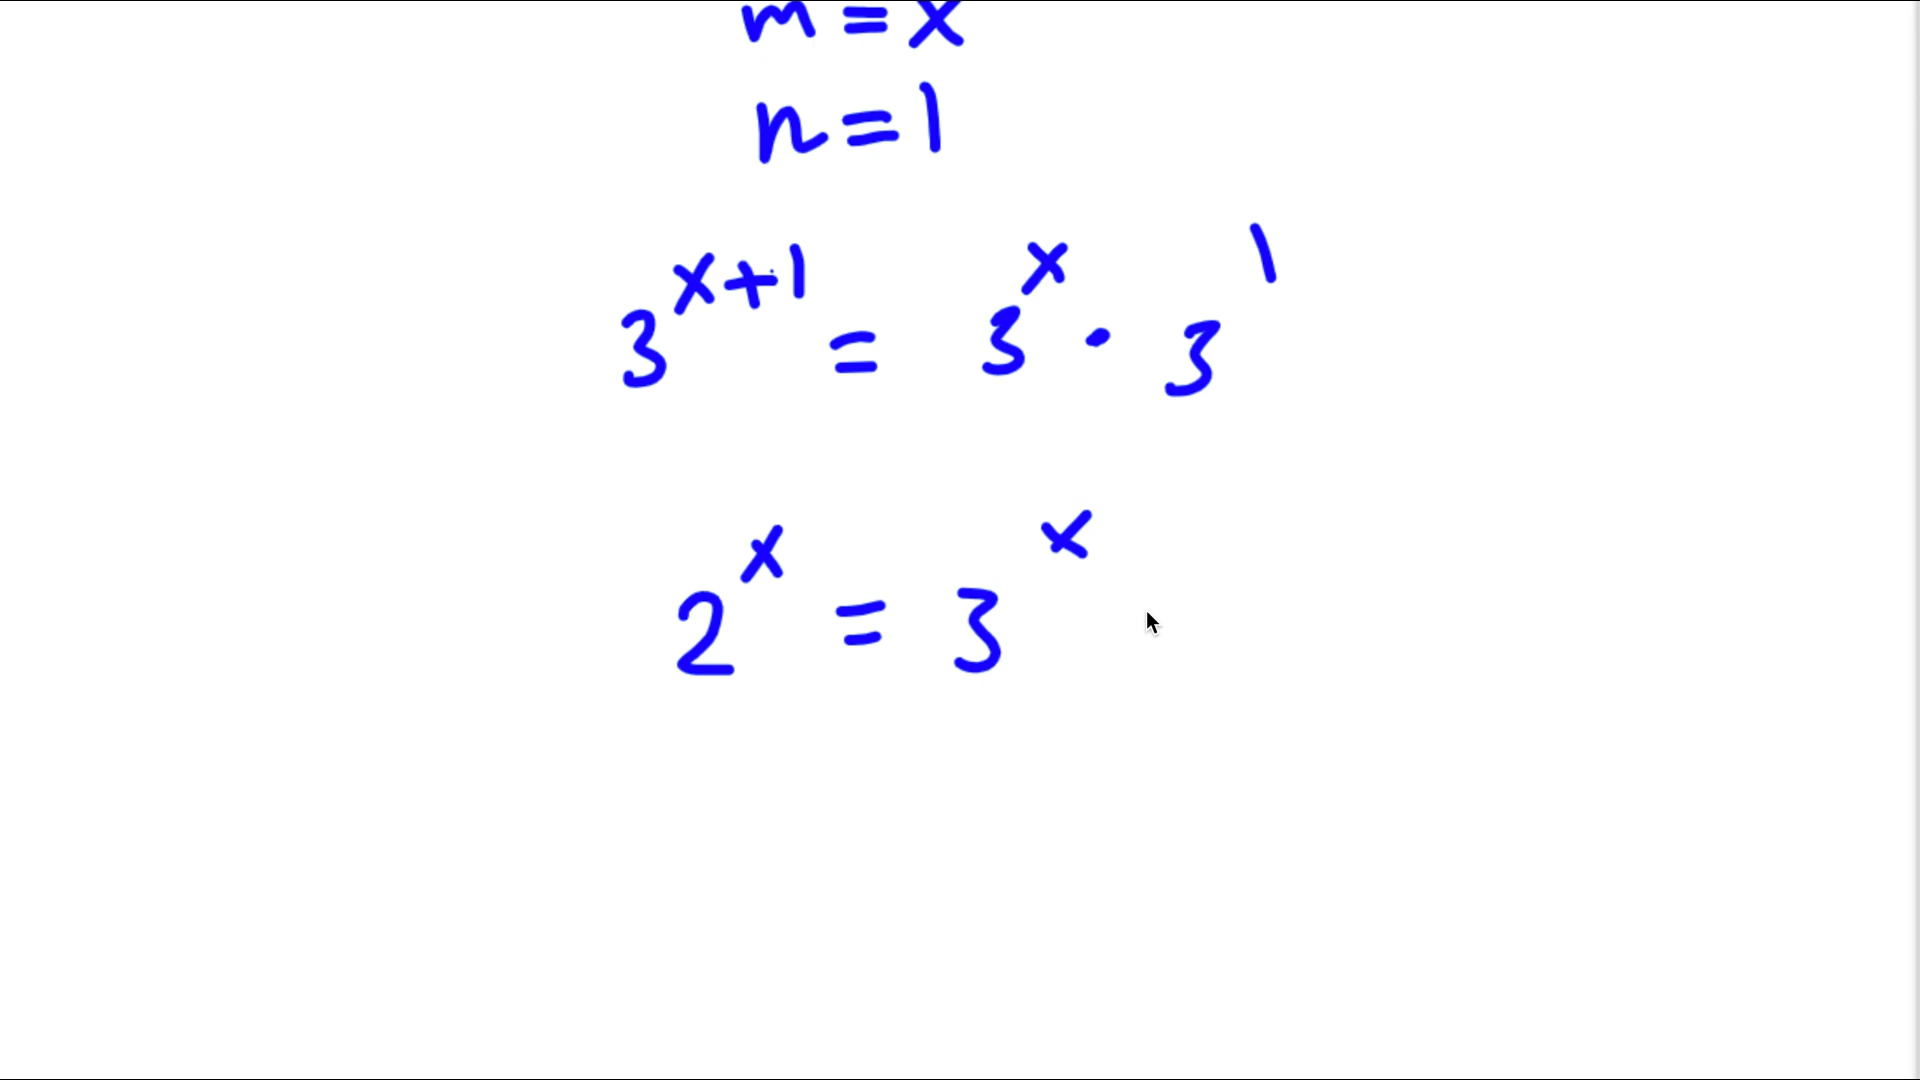 m = x
n = 1
3^{x+1} = 3^x · 3^1
2^x = 3^x